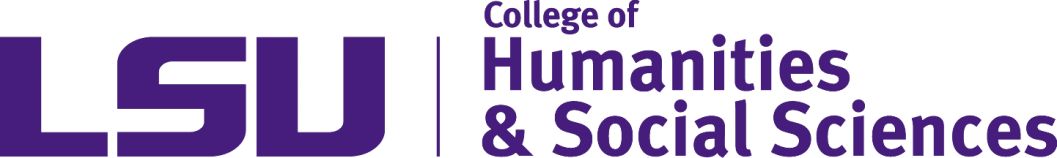 LSU
College of
Humanities
& Social Sciences